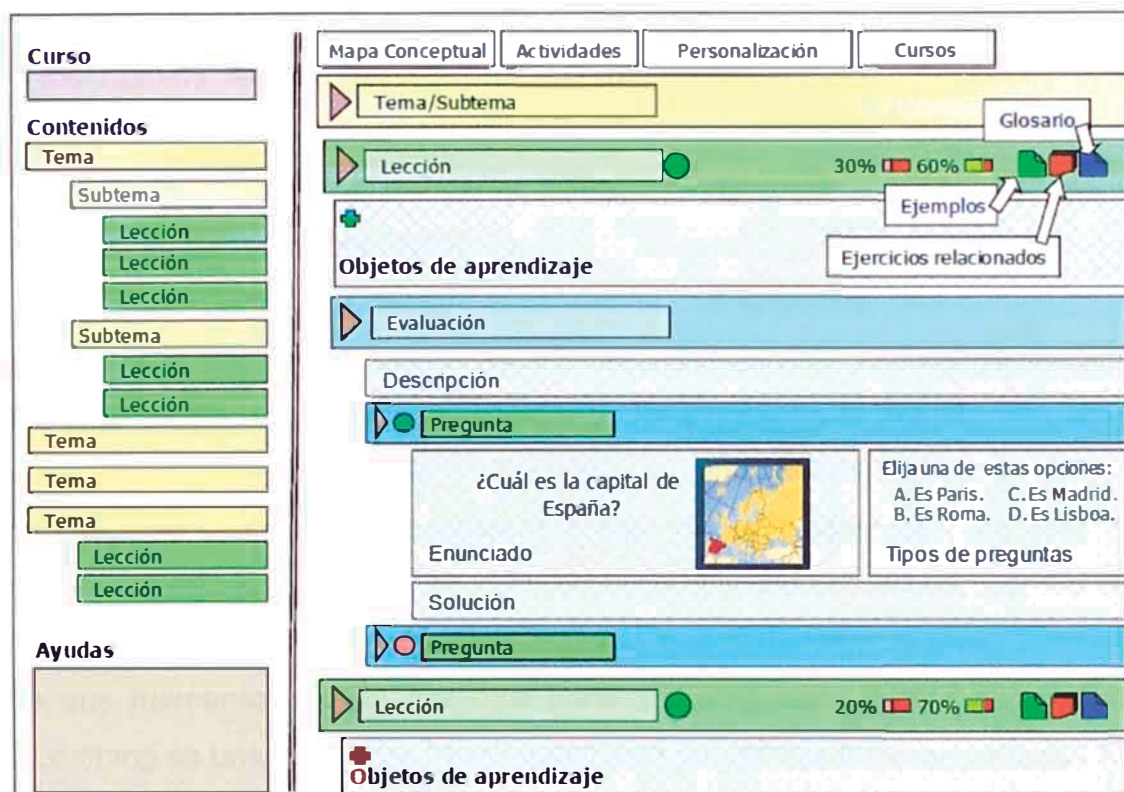 Curso
Contenidos
Tema
Subtema
Lección
Lección
Lección
Subtema
Lección
Lección
Tema
Tema
Tema
Lección
Lección
Ayudas
Mapa Conceptual
Actividades
Personalización
Cursos
Tema/Subtema
Glosario
Lección
30%
60%
Ejemplos
Ejercicios relacionados
Objetos de aprendizaje
Evaluación
Descripción
Pregunta
¿Cuál es la capital de
España?
Enunciado
Elija una de estas opciones:
A. Es Paris. C. Es Madrid.
B. Es Roma. D. Es Lisboa.
Tipos de preguntas
Solución
Pregunta
Lección
20%
70%
Objetos de aprendizaje